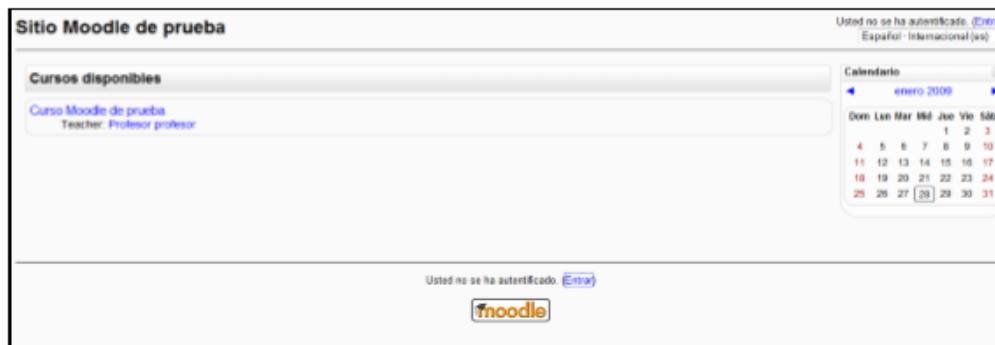 Sitio Moodle de prueba
Usted no se ha autentificado. (Entr
Español - Internacional (es)
Cursos disponibles
Curso Moodle de prueba
Teacher: Profesor profesor
Calendario
enero 2009
Dom Lun Mar Mié Jue Vie Sáb
1 2 3
4 5 6 7 8 9 10
11 12 13 14 15 16 17
18 19 20 21 22 23 24
25 26 27 28 29 30 31
Usted no se ha autentificado. (Entrar)
moodle